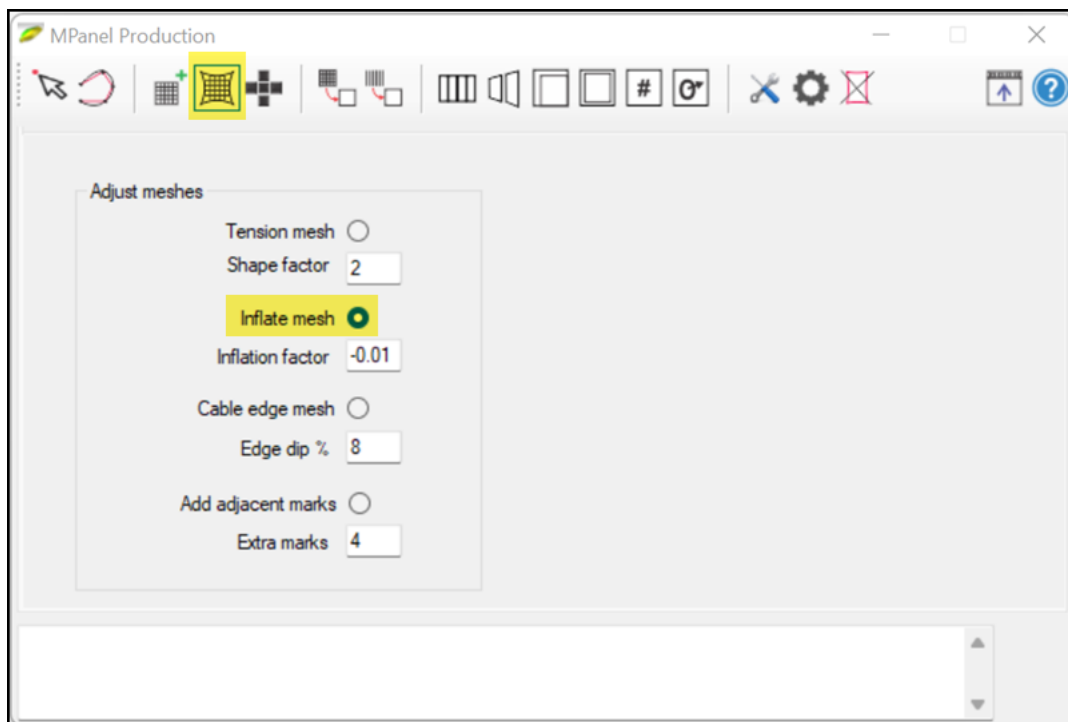 MPanel Production
#
?
Adjust meshes
Tension mesh
Shape factor 2
Inflate mesh
Inflation factor -0.01
Cable edge mesh
Edge dip % 8
Add adjacent marks
Extra marks 4